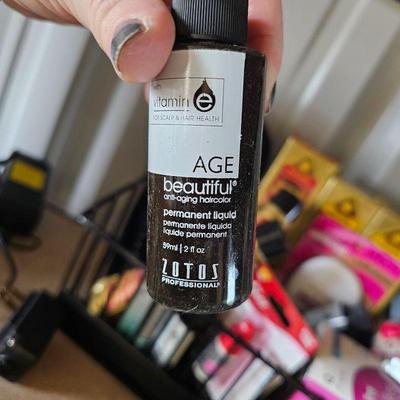 vitamin e
FOR SCALP & HAIR HEALTH
AGE
beautiful®
anti-aging haircolor
permanent liquid
permanente líquida
liquide permanent
59ml | 2 fl oz
ZOTOS
PROFESSIONAL®